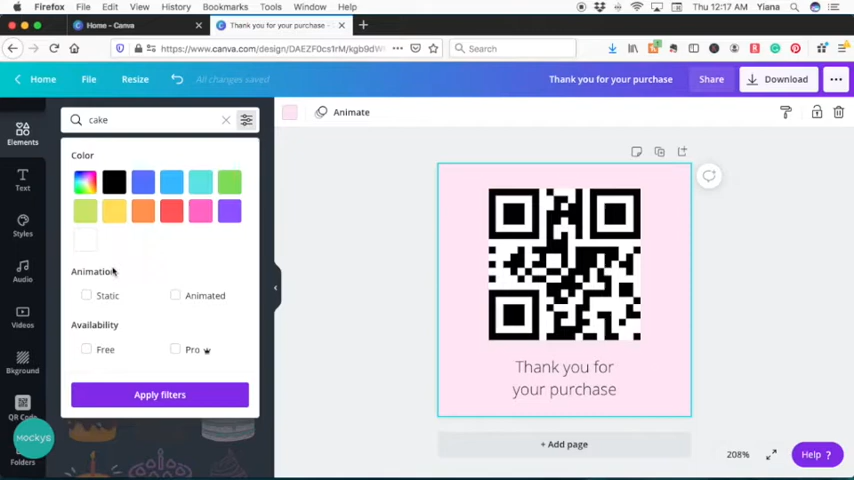 Firefox File Edit View History Bookmarks Tools Window Help
Thu 12:17 AM Yiana
Home - Canva
Thank you for your purchase -
https://www.canva.com/design/DAEZF0cs1rM/kgb9dW
Search
Home File Resize All changes saved
Thank you for your purchase
Share
Download
cake
Animate
Elements
Text
Styles
Audio
Videos
Bkground
QR Code
Folders
Mockys
Color
Animation
Static Animated
Availability
Free Pro
Apply filters
Thank you for
your purchase
+ Add page
208%
Help ?